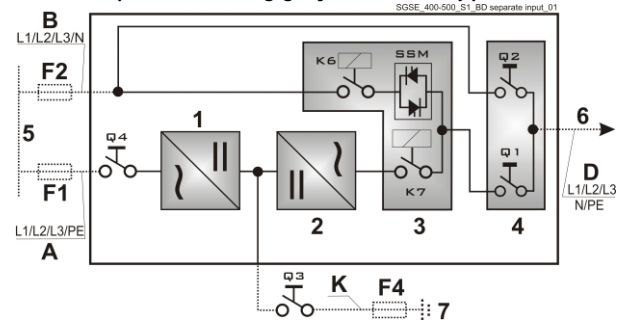 SGSE_400-500_S1_BD separate input_01
B
L1/L2/L3/N
F2
K6
SSM
Q2
5
Q4
1
6
Q1
D
F1
K7
L1/L2/L3
N/PE
L1/L2/L3/PE
2
3
4
A
Q3
K
F4
7